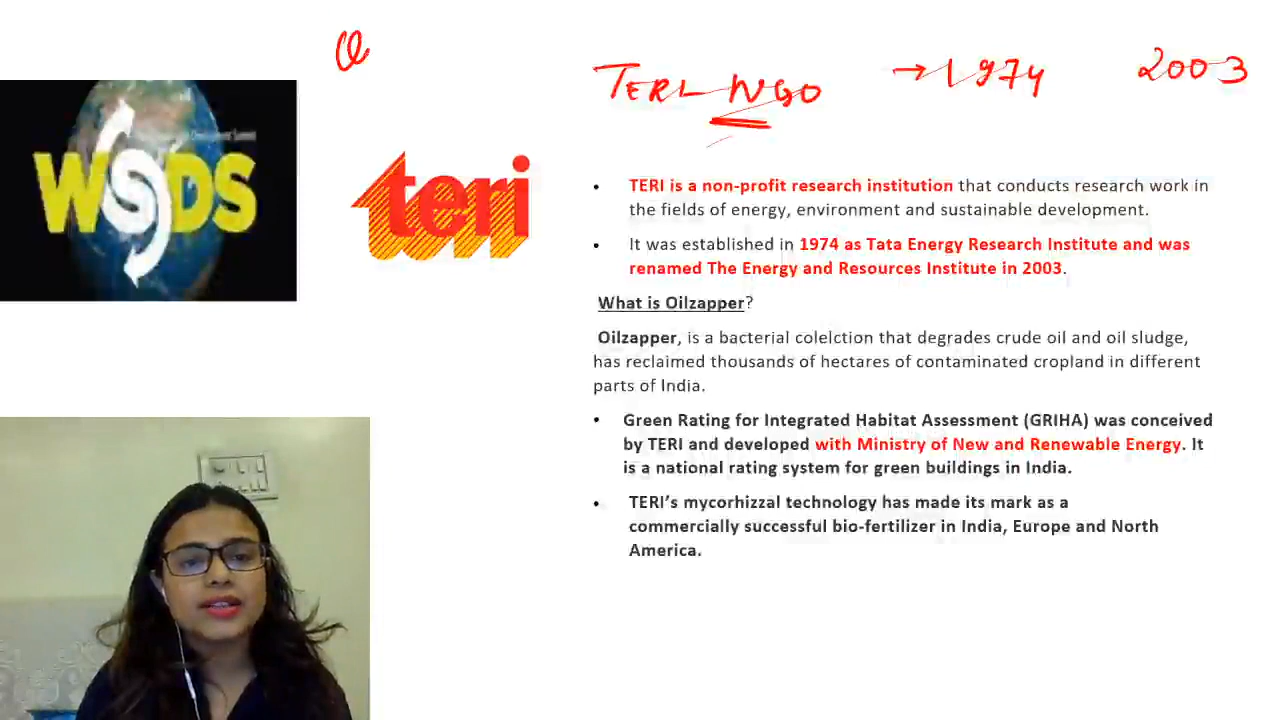 TERI NGO → 1974 2003
WSDS
teri
• TERI is a non-profit research institution that conducts research work in
the fields of energy, environment and sustainable development.
• It was established in 1974 as Tata Energy Research Institute and was
renamed The Energy and Resources Institute in 2003.
What is Oilzapper?
Oilzapper, is a bacterial colelction that degrades crude oil and oil sludge,
has reclaimed thousands of hectares of contaminated cropland in different
parts of India.
• Green Rating for Integrated Habitat Assessment (GRIHA) was conceived
by TERI and developed with Ministry of New and Renewable Energy. It
is a national rating system for green buildings in India.
• TERI’s mycorhizzal technology has made its mark as a
commercially successful bio-fertilizer in India, Europe and North
America.